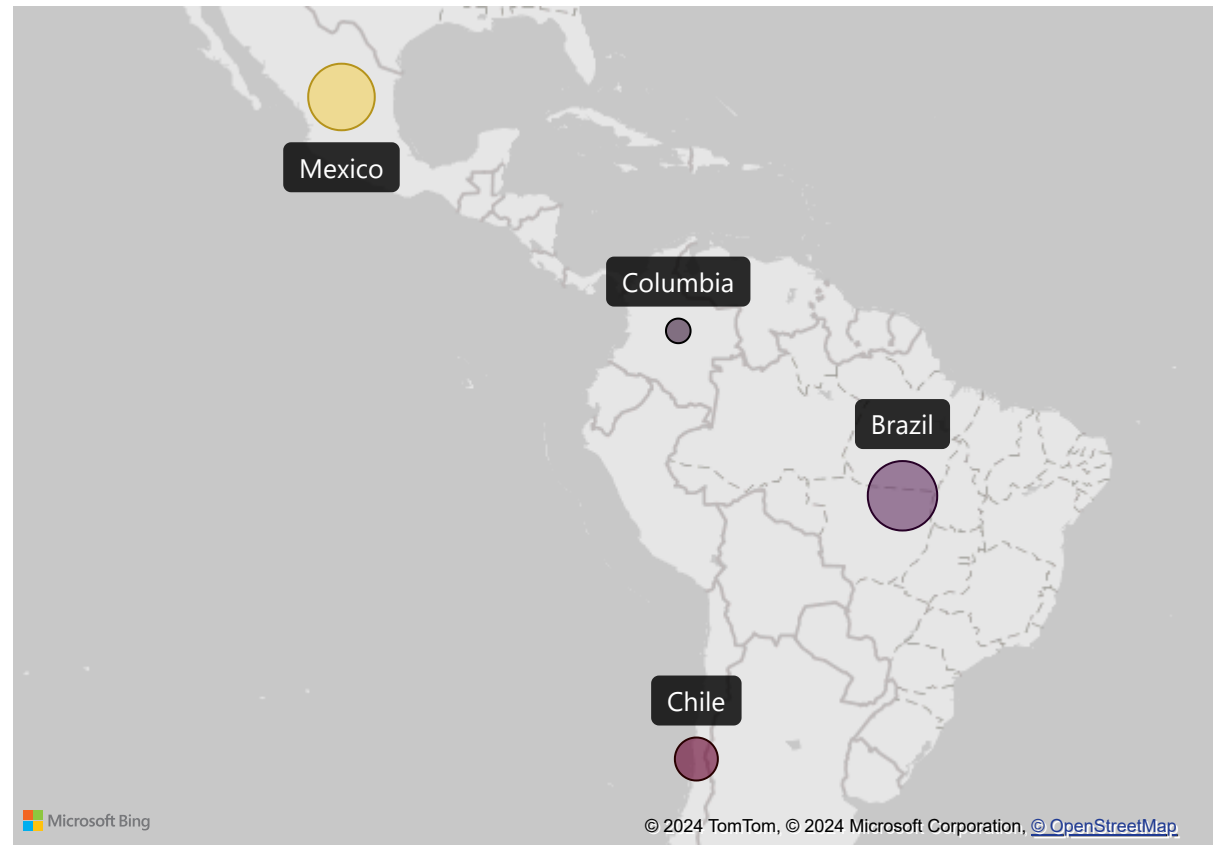 Mexico
Columbia
Brazil
Chile
Microsoft Bing
© 2024 TomTom, © 2024 Microsoft Corporation, © OpenStreetMap